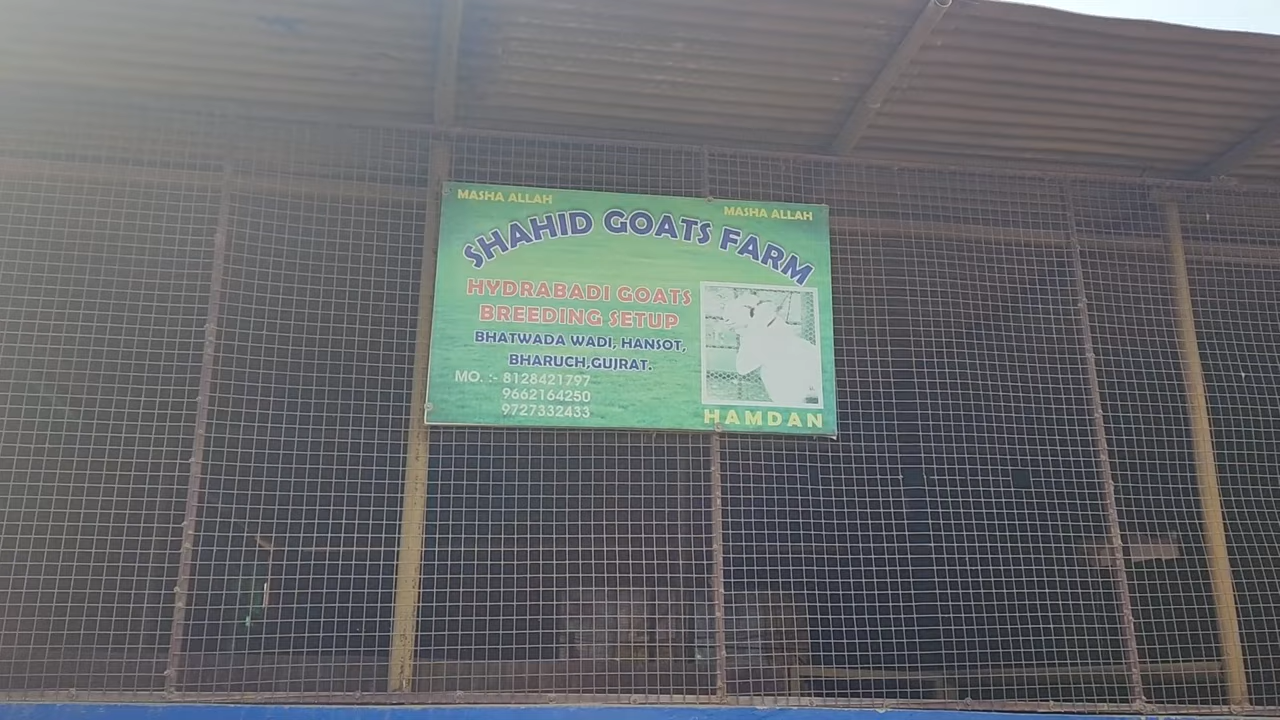 MASHA ALLAH
MASHA ALLAH
SHAHID GOATS FARM
HYDRABADI GOATS
BREEDING SETUP
BHATWADA WADI, HANSOT,
BHARUCH,GUJRAT.
MO. :- 8128421797
9662164250
9727332433
HAMDAN